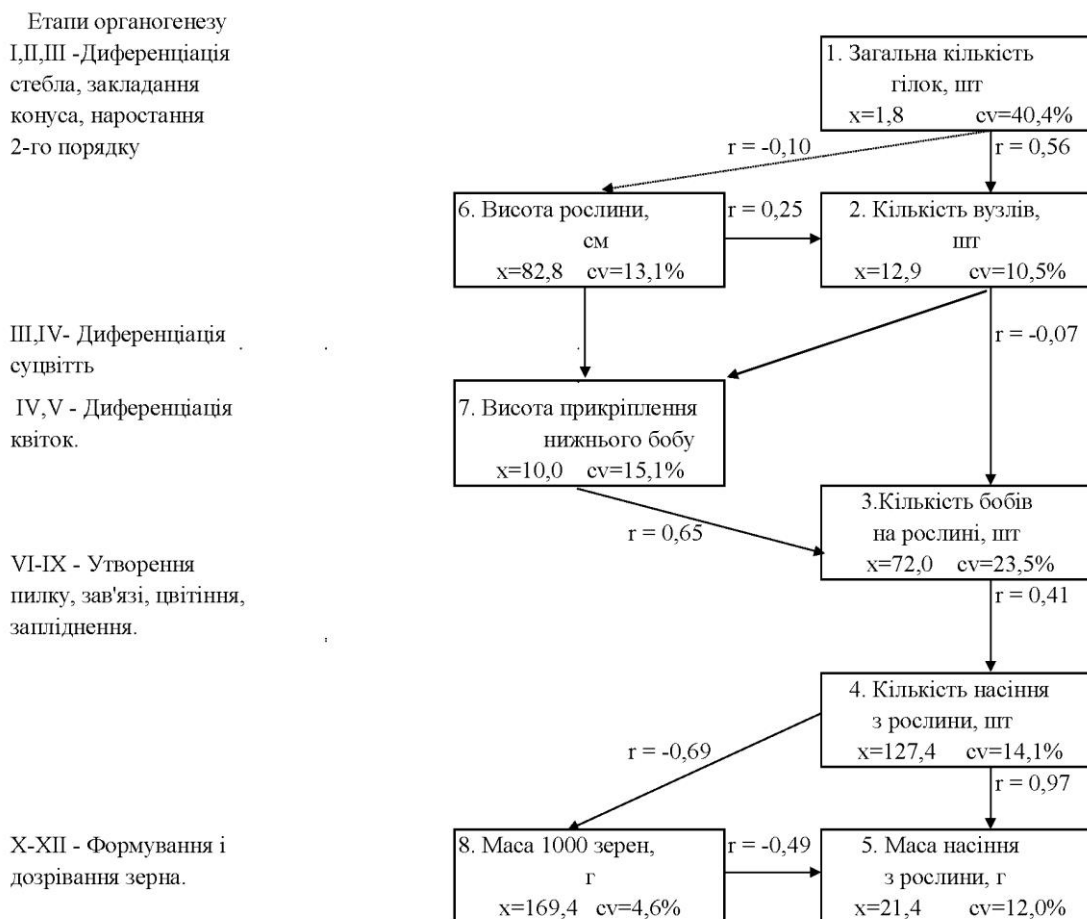 Етапи органогенезу
I,II,III -Диференціація
стебла, закладання
конуса, наростання
2-го порядку
1. Загальна кількість
гілок, шт
x=1,8 cv=40,4%
r = -0,10
r = 0,56
6. Висота рослини,
см
x=82,8 cv=13,1%
r = 0,25
2. Кількість вузлів,
шт
x=12,9 cv=10,5%
III,IV- Диференціація
суцвітть
r = -0,07
IV,V - Диференціація
квіток.
7. Висота прикріплення
нижнього бобу
x=10,0 cv=15,1%
r = 0,65
3.Кількість бобів
на рослині, шт
x=72,0 cv=23,5%
VI-IX - Утворення
пилку, зав'язі, цвітіння,
запліднення.
r = 0,41
4. Кількість насіння
з рослини, шт
x=127,4 cv=14,1%
r = -0,69
r = 0,97
X-XII - Формування і
дозрівання зерна.
8. Маса 1000 зерен,
г
x=169,4 cv=4,6%
r = -0,49
5. Маса насіння
з рослини, г
x=21,4 cv=12,0%